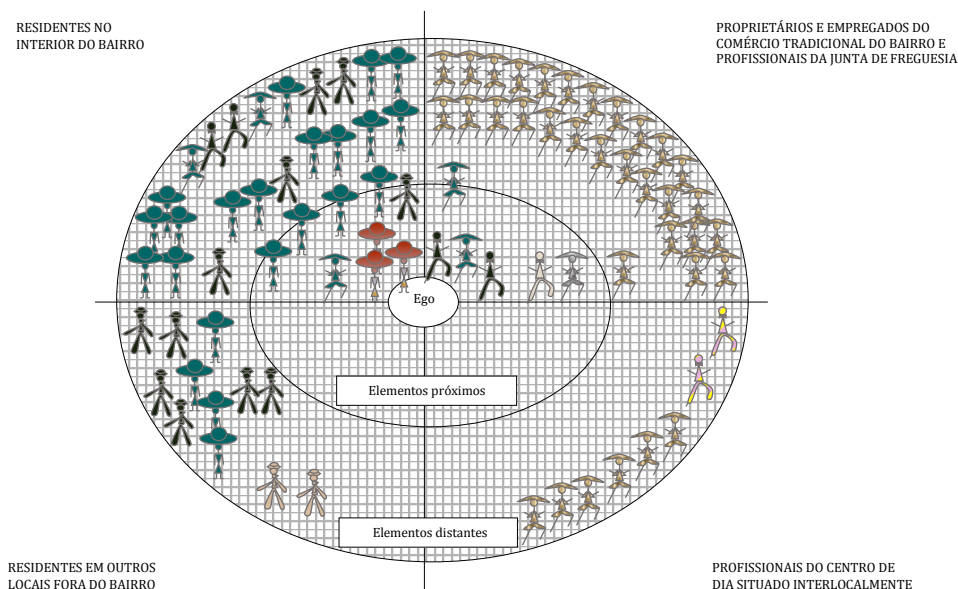 RESIDENTES NO
INTERIOR DO BAIRRO
PROPRIETÁRIOS E EMPREGADOS DO
COMÉRCIO TRADICIONAL DO BAIRRO E
PROFISSIONAIS DA JUNTA DE FREGUESIA
Ego
Elementos próximos
Elementos distantes
RESIDENTES EM OUTROS
LOCAIS FORA DO BAIRRO
PROFISSIONAIS DO CENTRO DE
DIA SITUADO INTERLOCALMENTE